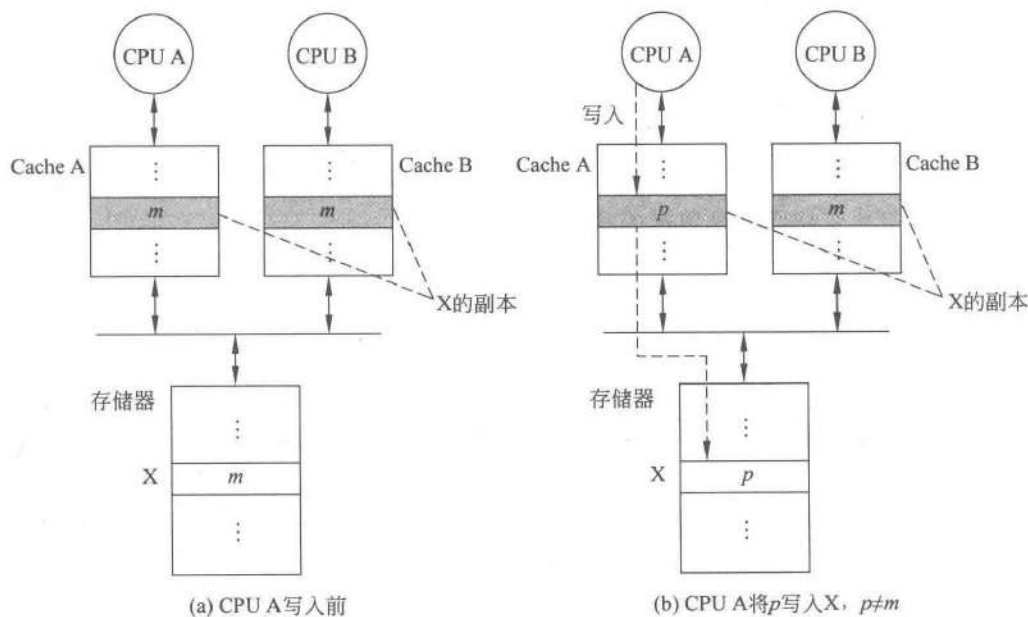 CPU A
CPU B
Cache A
Cache B
⋮
⋮
m
m
⋮
⋮
X的副本
存储器
⋮
X
m
⋮
(a) CPU A写入前
CPU A
CPU B
写入
Cache A
Cache B
⋮
⋮
p
m
⋮
⋮
X的副本
存储器
⋮
X
p
⋮
(b) CPU A将p写入X，p≠m